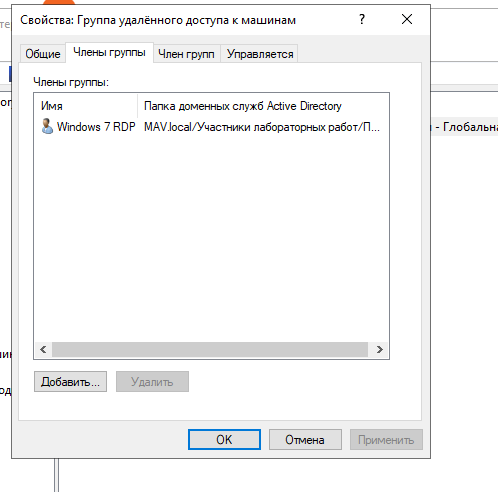 Свойства: Группа удалённого доступа к машинам
Общие
Члены группы
Член групп
Управляется
Члены группы:
Имя
Папка доменных служб Active Directory
Windows 7 RDP
MAV.local/Участники лабораторных работ/П...
- Глобальна
Добавить...
Удалить
OK
Отмена
Применить